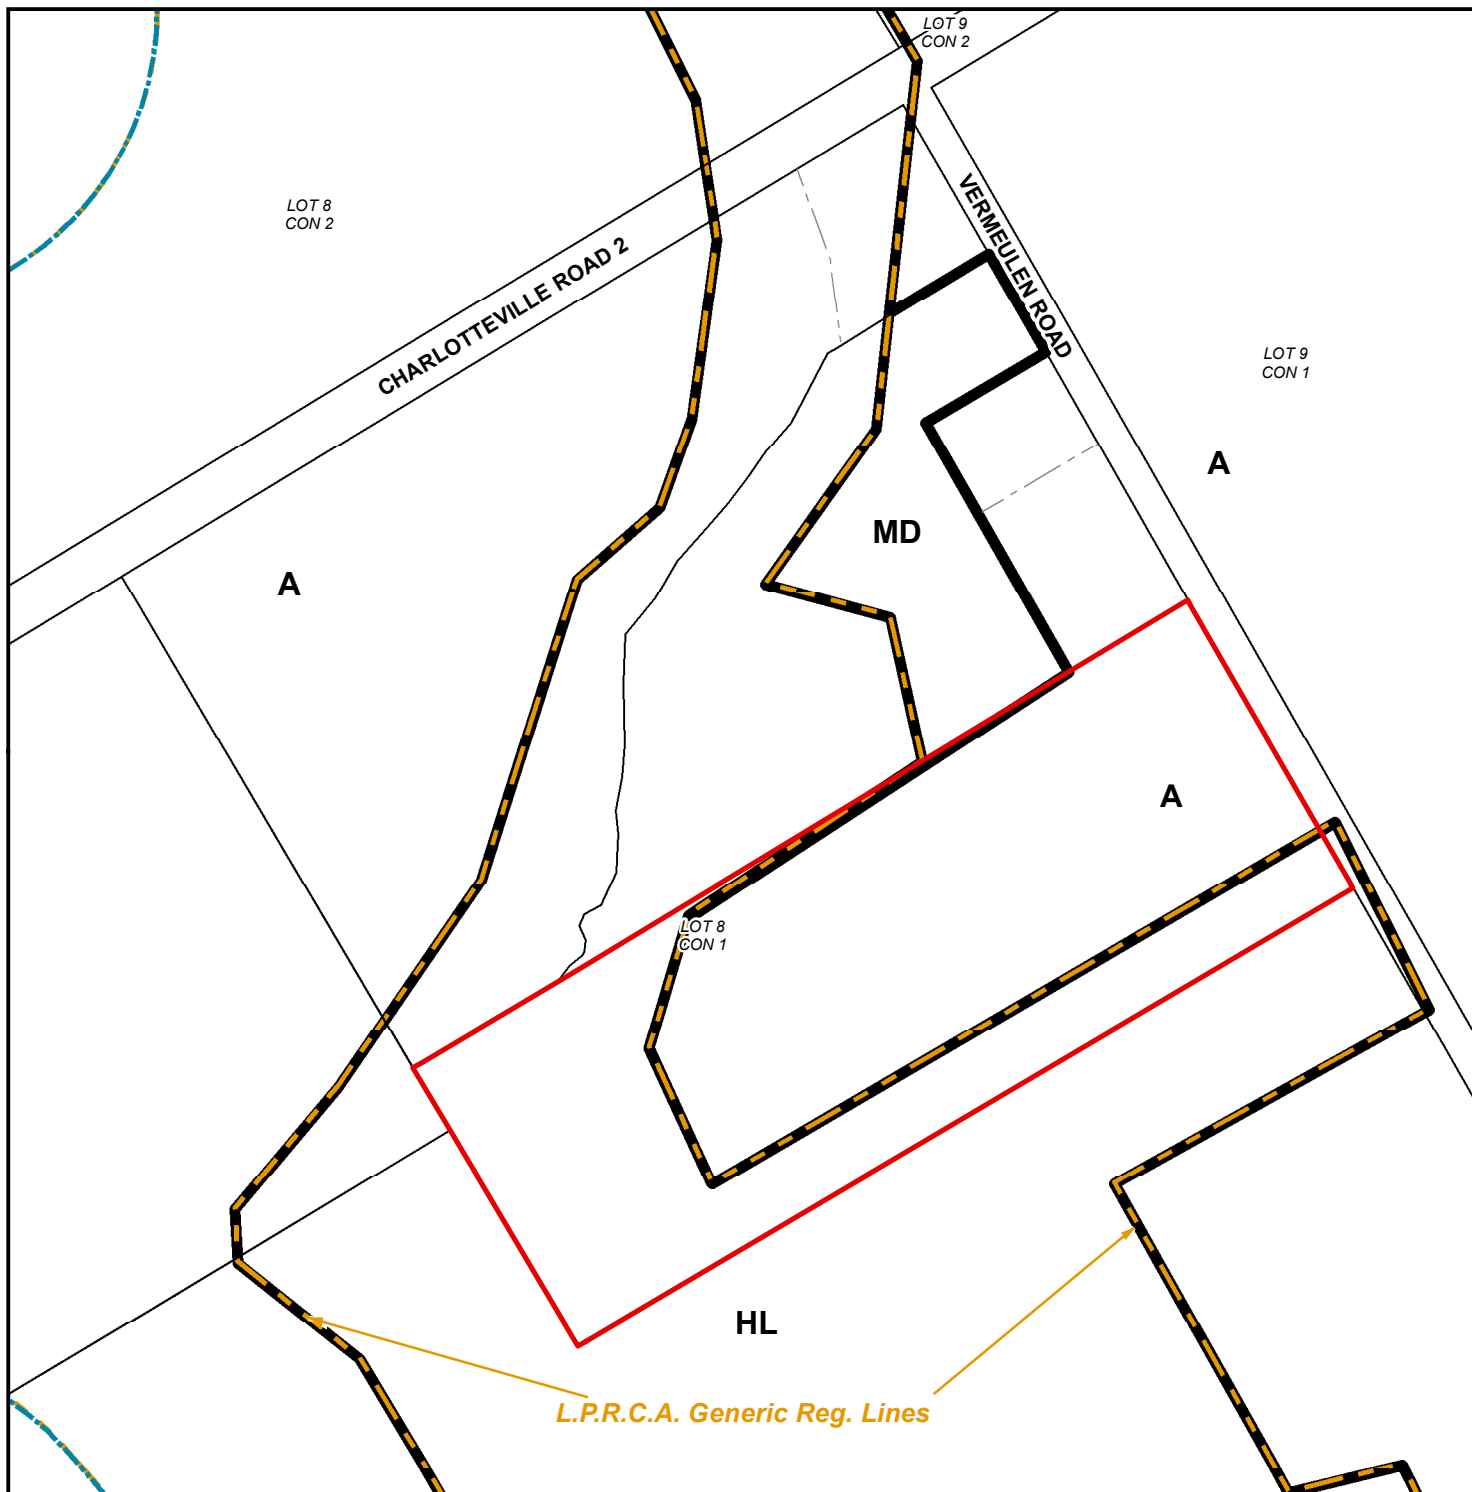 LOT 9
CON 2
LOT 8
CON 2
VERMEULEN ROAD
CHARLOTTEVILLE ROAD 2
LOT 9
CON 1
A
MD
A
A
LOT 8
CON 1
HL
L.P.R.C.A. Generic Reg. Lines